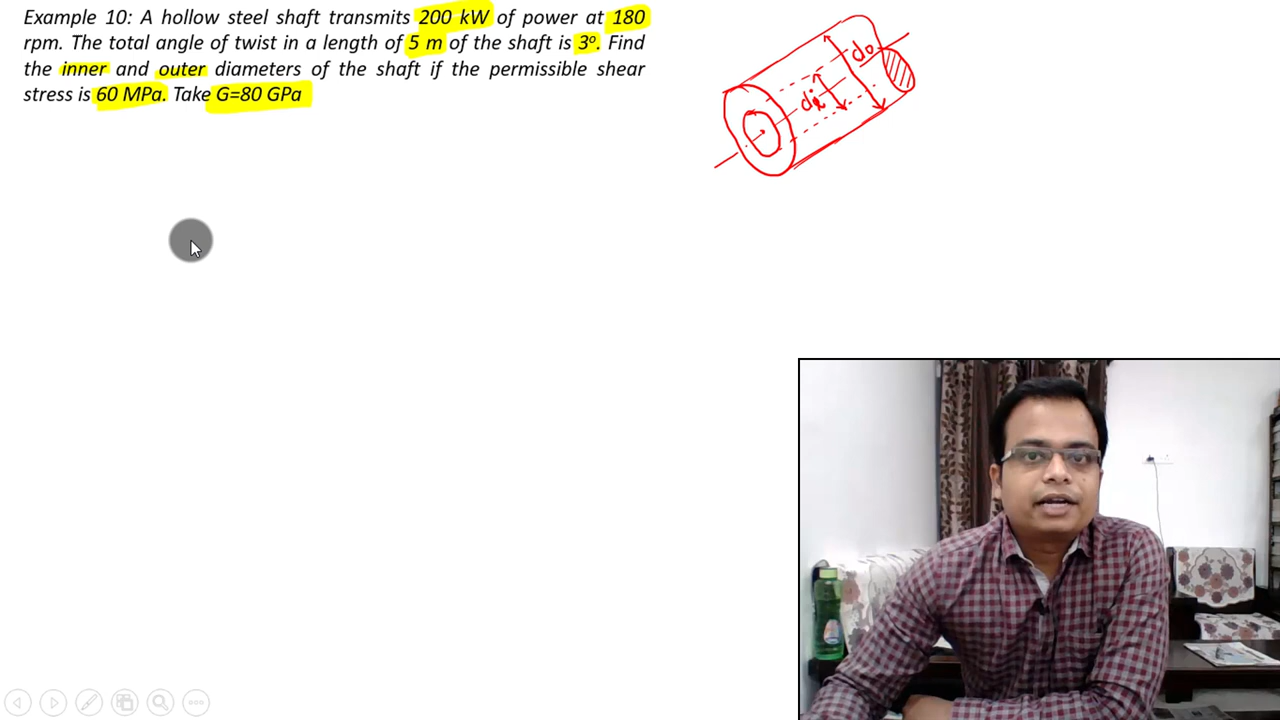 Example 10: A hollow steel shaft transmits 200 kW of power at 180
rpm. The total angle of twist in a length of 5 m of the shaft is 3º. Find
the inner and outer diameters of the shaft if the permissible shear
stress is 60 MPa. Take G=80 GPa
do
di